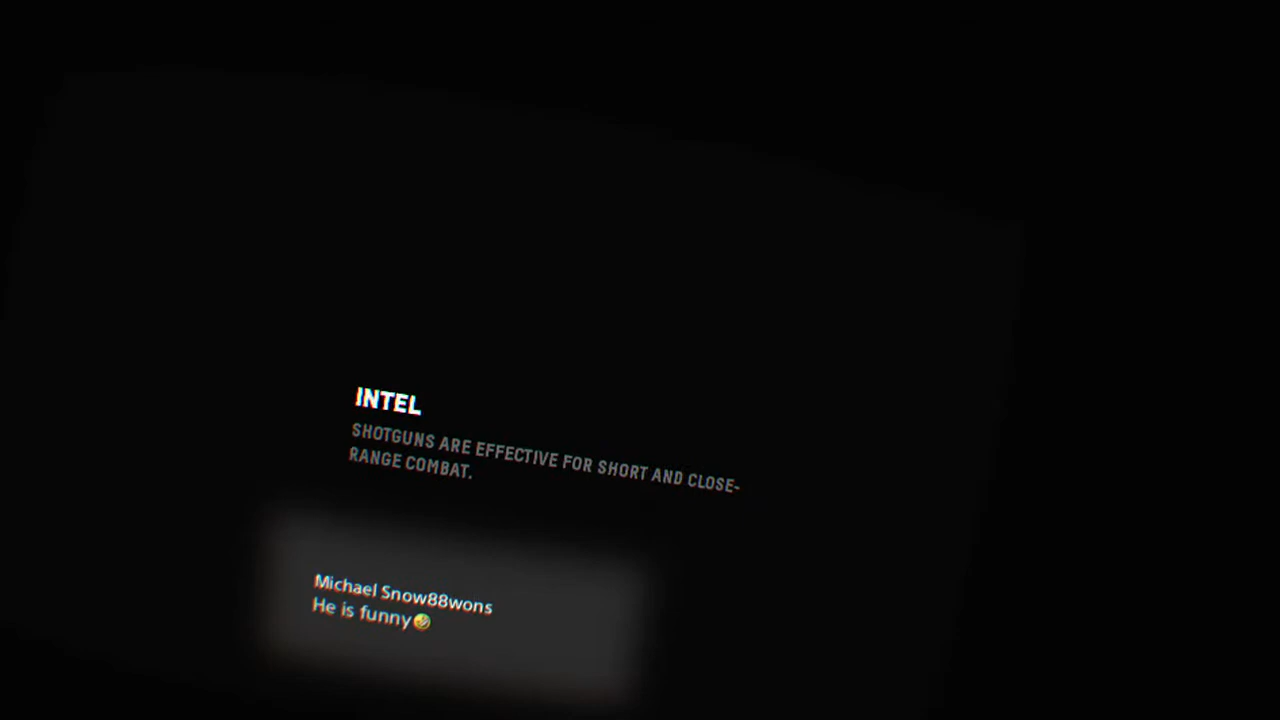 INTEL
SHOTGUNS ARE EFFECTIVE FOR SHORT AND CLOSE-
RANGE COMBAT.
Michael Snow88wons
He is funny🤣